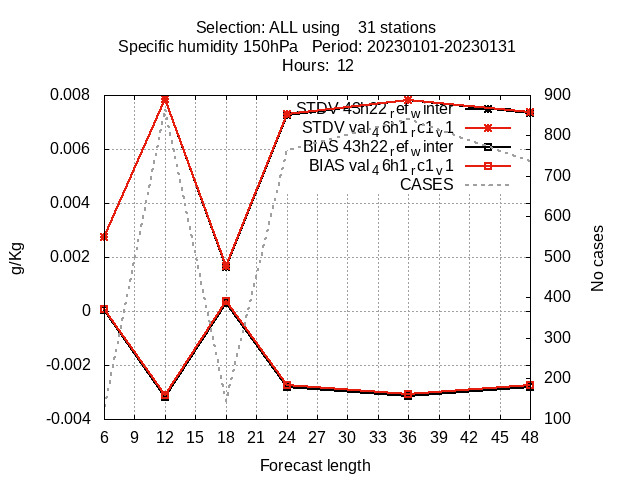 Selection: ALL using    31 stations
Specific humidity 150hPa   Period: 20230101-20230131
Hours:  12
0.008
0.006
0.004
0.002
0
-0.002
-0.004
g/Kg
STDV 43h22_ref_winter
STDV val_46h1_rc1_v1
BIAS 43h22_ref_winter
BIAS val_46h1_rc1_v1
CASES
900
800
700
600
500
400
300
200
100
No cases
6 9 12 15 18 21 24 27 30 33 36 39 42 45 48
Forecast length